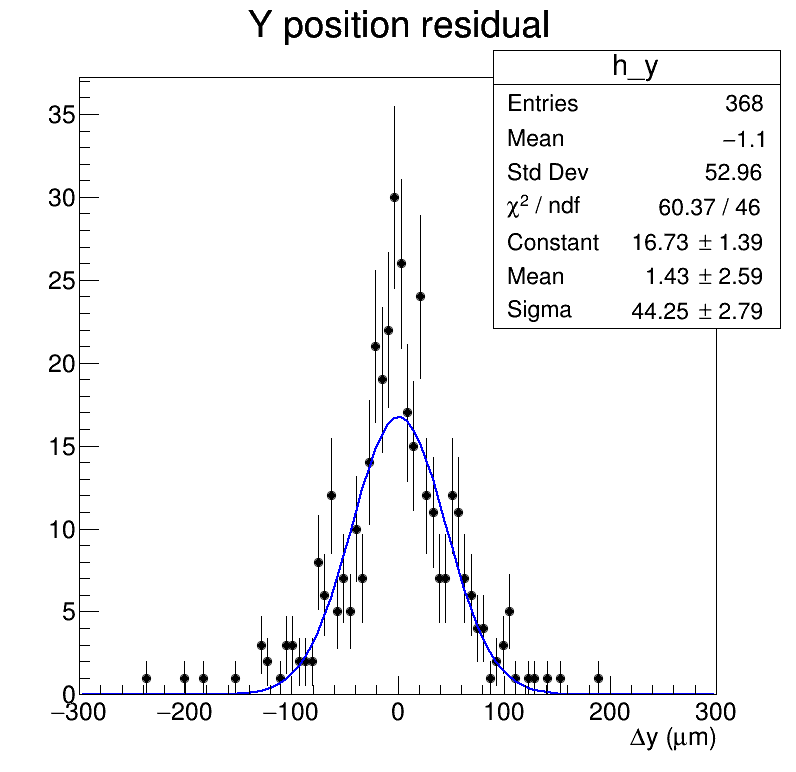 Y position residual
h_y
Entries 368
Mean −1.1
Std Dev 52.96
χ² / ndf 60.37 / 46
Constant 16.73 ± 1.39
Mean 1.43 ± 2.59
Sigma 44.25 ± 2.79
35
30
25
20
15
10
5
0
−300 −200 −100 0 100 200 300
Δy (μm)